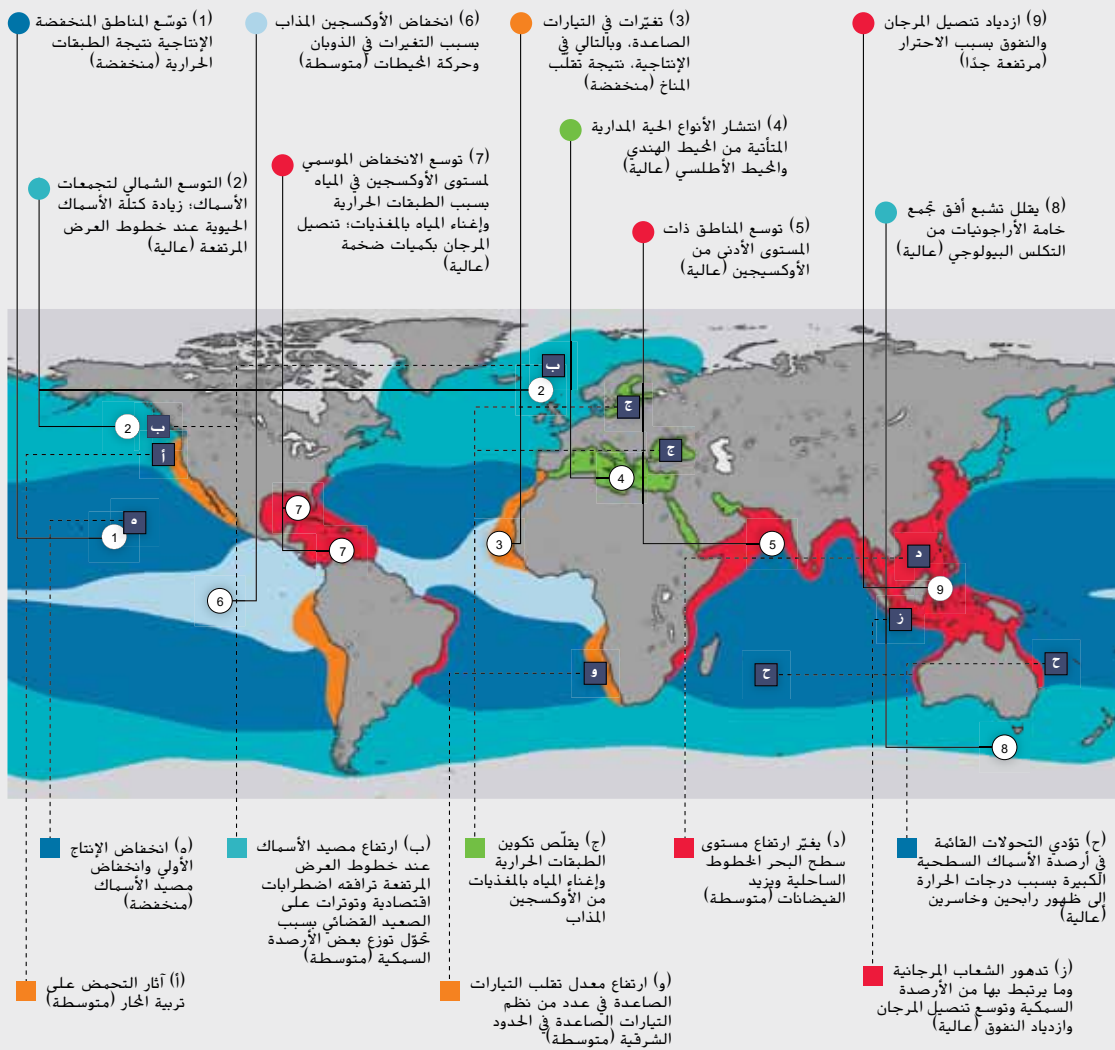 (1) توسّع المناطق المنخفضة
الإنتاجية نتيجة الطبقات
الحرارية (منخفضة)
(6) انخفاض الأوكسجين المذاب
بسبب التغيرات في الذوبان
وحركة المحيطات (متوسطة)
(3) تغيّرات في التيارات
الصاعدة، وبالتالي في
الإنتاجية، نتيجة تقلّب
المناخ (منخفضة)
(9) ازدياد تنصيل المرجان
والنفوق بسبب الاحترار
(مرتفعة جدًا)
(2) التوسع الشمالي لتجمعات
الأسماك؛ زيادة كتلة الأسماك
الحيوية عند خطوط العرض
المرتفعة (عالية)
(7) توسع الانخفاض الموسمي
لمستوى الأوكسجين في المياه
بسبب الطبقات الحرارية
وإغناء المياه بالمغذيات؛ تنصيل
المرجان بكميات ضخمة
(عالية)
(4) انتشار الأنواع الحية المدارية
المتأتية من المحيط الهندي
والمحيط الأطلسي (عالية)
(5) توسع المناطق ذات
المستوى الأدنى من
الأوكسيجين (عالية)
(8) يقلل تشبع أفق تجمع
خامة الأراجونيات من
التكلس البيولوجي (عالية)
ب
2
ج
2
ب
أ
ج
4
7
ه
1
3
7
5
د
6
9
ز
و
ح
ح
8
(ه) انخفاض الإنتاج
الأولي وانخفاض
مصيد الأسماك
(منخفضة)
(ب) ارتفاع مصيد الأسماك
عند خطوط العرض
المرتفعة ترافقه اضطرابات
اقتصادية وتوترات على
الصعيد القضائي بسبب
تحوّل توزع بعض الأرصدة
السمكية (متوسطة)
(ج) يقلّص تكوين
الطبقات الحرارية
وإغناء المياه بالمغذيات
من الأوكسجين
المذاب
(د) يغيّر ارتفاع مستوى
سطح البحر الخطوط
الساحلية ويزيد
الفيضانات (متوسطة)
(ح) تؤدي التحولات القائمة
في أرصدة الأسماك السطحية
الكبيرة بسبب درجات الحرارة
إلى ظهور رابحين وخاسرين
(عالية)
(أ) آثار التحمض على
تربية المحار (متوسطة)
(و) ارتفاع معدل تقلب التيارات
الصاعدة في عدد من نظم
التيارات الصاعدة في الحدود
الشرقية (متوسطة)
(ز) تدهور الشعاب المرجانية
وما يرتبط بها من الأرصدة
السمكية وتوسع تنصيل المرجان
وازدياد النفوق (عالية)